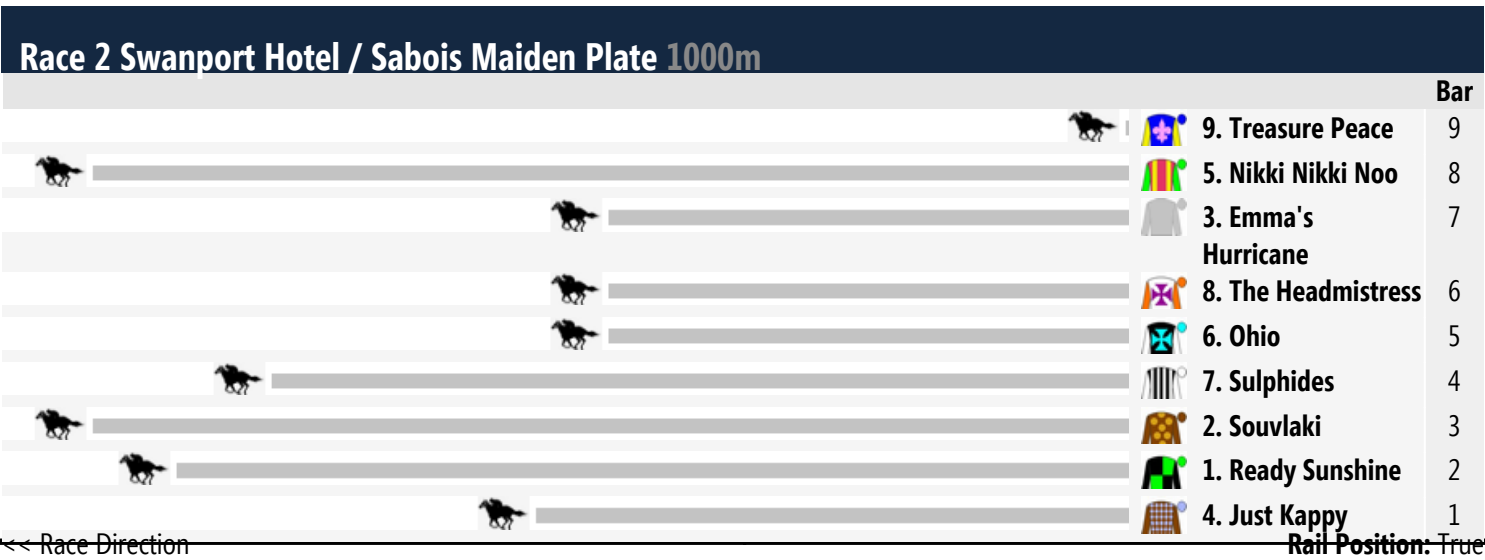 Race 2 Swanport Hotel / Sabois Maiden Plate 1000m
Bar
9. Treasure Peace 9
5. Nikki Nikki Noo 8
3. Emma's 7
Hurricane
8. The Headmistress 6
6. Ohio 5
7. Sulphides 4
2. Souvlaki 3
1. Ready Sunshine 2
4. Just Kappy 1
<<< Race Direction Rail Position: True